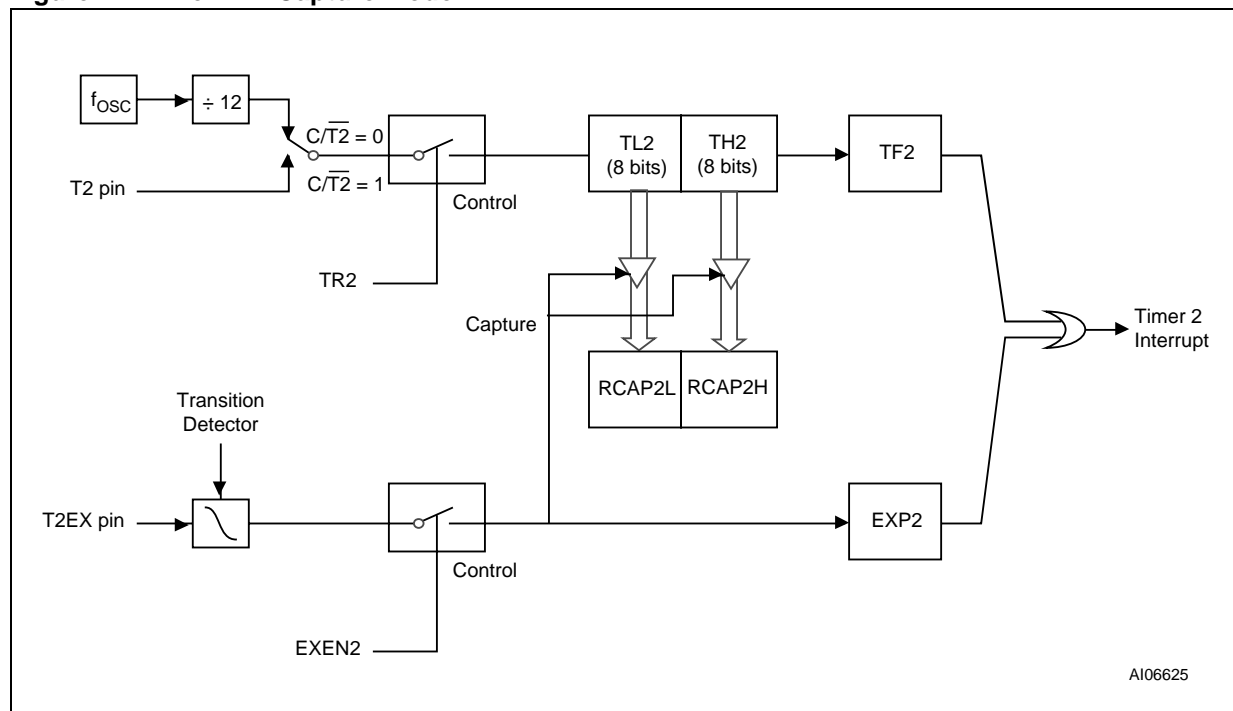 f_OSC
÷ 12
C/T2̅ = 0
C/T2̅ = 1
T2 pin
Control
TR2
TL2
(8 bits)
TH2
(8 bits)
TF2
Capture
RCAP2L
RCAP2H
Timer 2
Interrupt
Transition
Detector
T2EX pin
Control
EXEN2
EXP2
AI06625